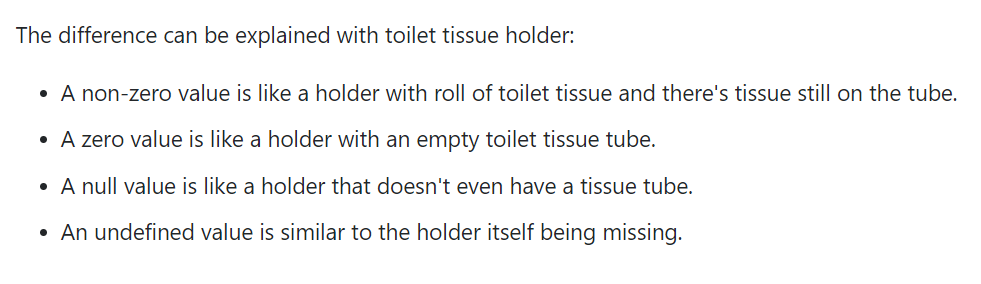 The difference can be explained with toilet tissue holder:
• A non-zero value is like a holder with roll of toilet tissue and there's tissue still on the tube.
• A zero value is like a holder with an empty toilet tissue tube.
• A null value is like a holder that doesn't even have a tissue tube.
• An undefined value is similar to the holder itself being missing.